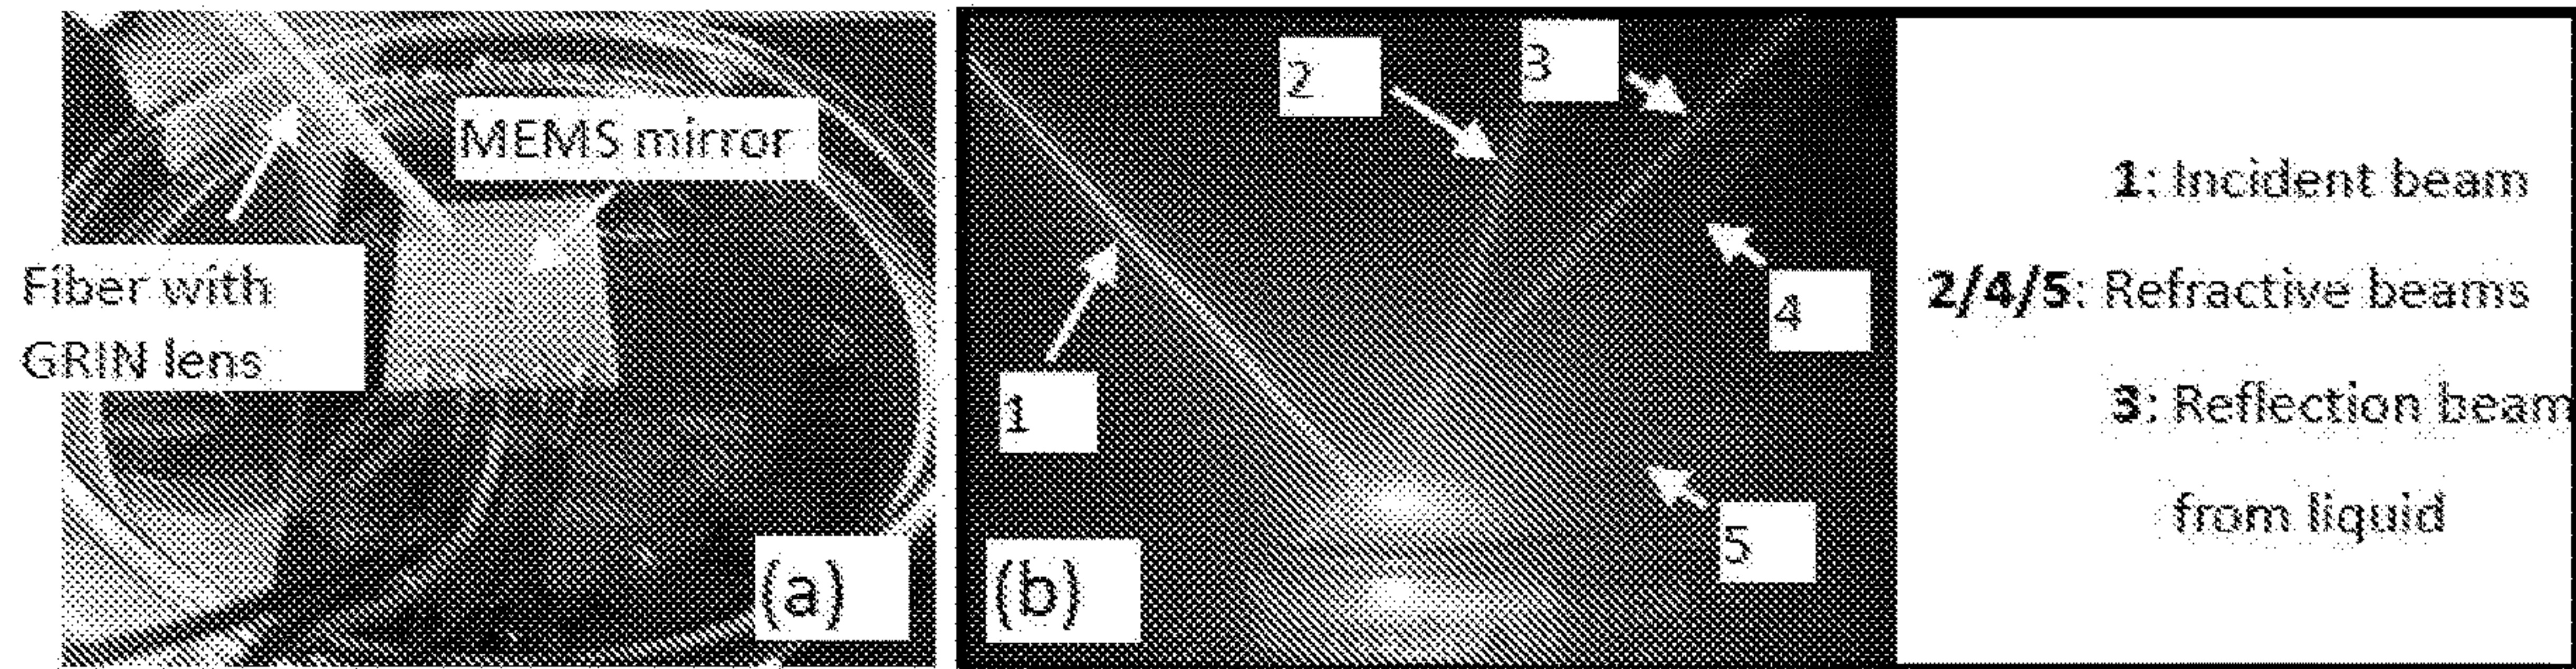 MEMS mirror
Fiber with
GRIN lens
(a)
2
3
1
4
5
(b)
1: Incident beam
2/4/5: Refractive beams
3: Reflection beam
from liquid